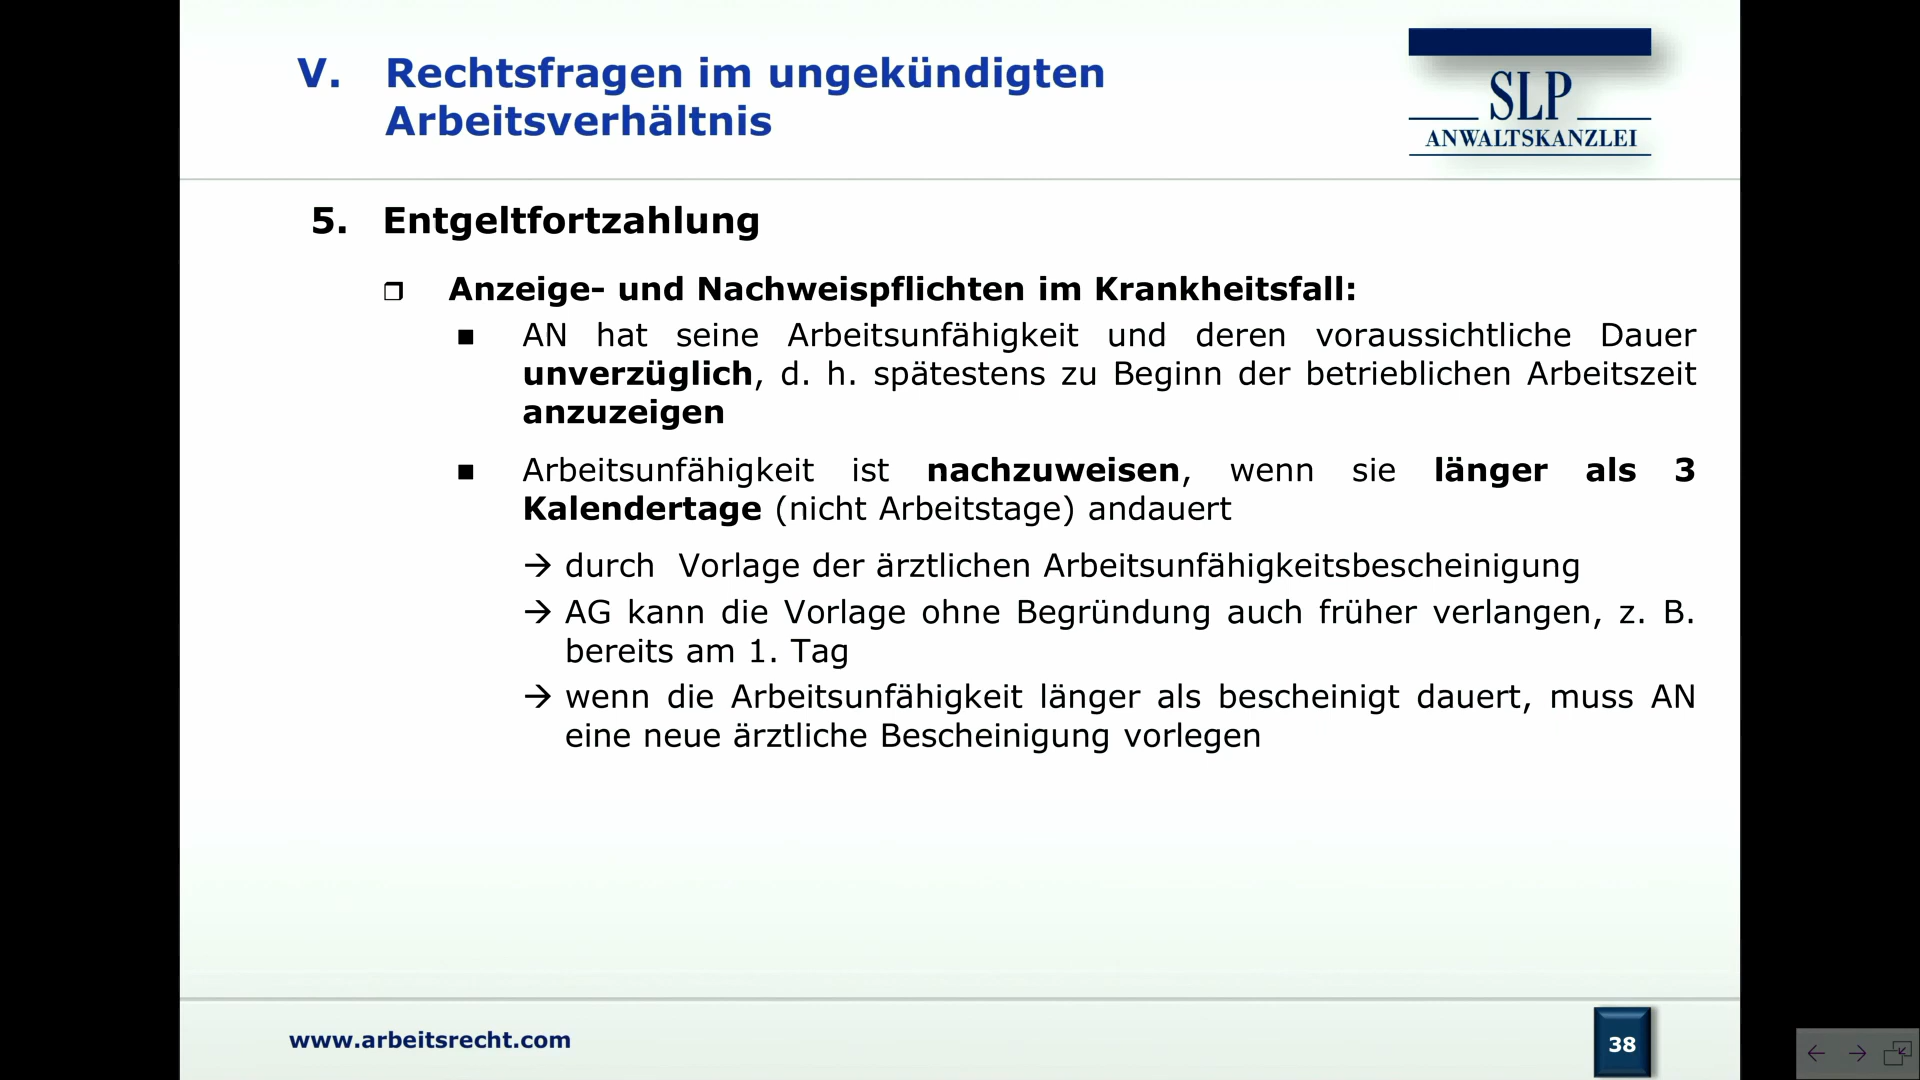 V. Rechtsfragen im ungekündigten
Arbeitsverhältnis
SLP
ANWALTSKANZLEI
5. Entgeltfortzahlung
Anzeige- und Nachweispflichten im Krankheitsfall:
AN hat seine Arbeitsunfähigkeit und deren voraussichtliche Dauer
unverzüglich, d. h. spätestens zu Beginn der betrieblichen Arbeitszeit
anzuzeigen
Arbeitsunfähigkeit ist nachzuweisen, wenn sie länger als 3
Kalendertage (nicht Arbeitstage) andauert
→ durch Vorlage der ärztlichen Arbeitsunfähigkeitsbescheinigung
→ AG kann die Vorlage ohne Begründung auch früher verlangen, z. B.
bereits am 1. Tag
→ wenn die Arbeitsunfähigkeit länger als bescheinigt dauert, muss AN
eine neue ärztliche Bescheinigung vorlegen
www.arbeitsrecht.com
38